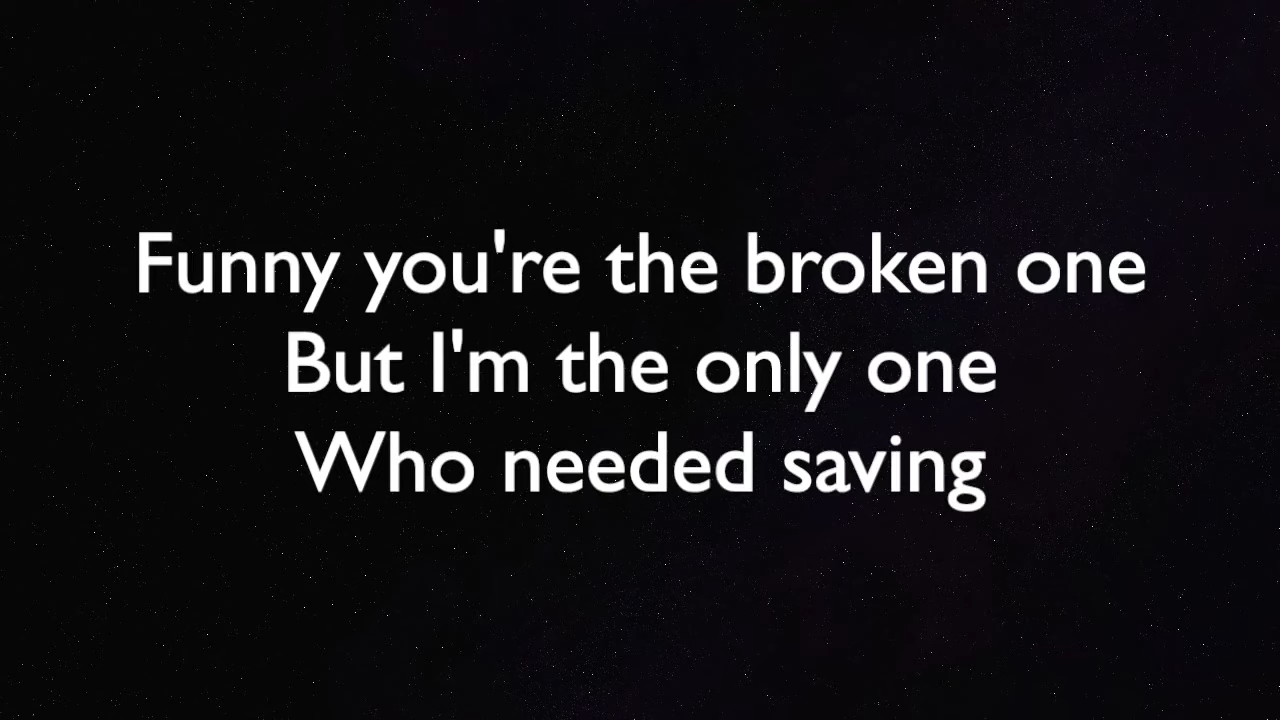 Funny you're the broken one
But I'm the only one
Who needed saving